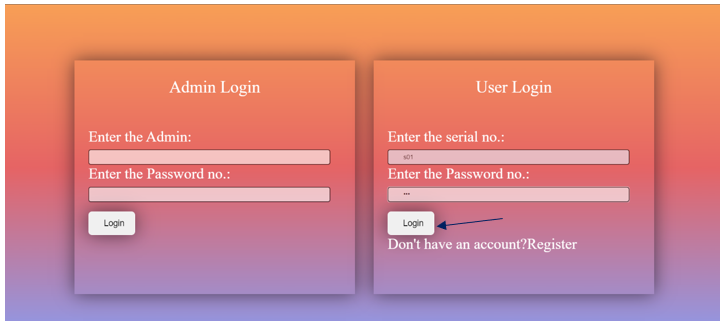 Admin Login
Enter the Admin:
Enter the Password no.:
Login
User Login
Enter the serial no.:
s01
Enter the Password no.:
•••
Login
Don't have an account?Register